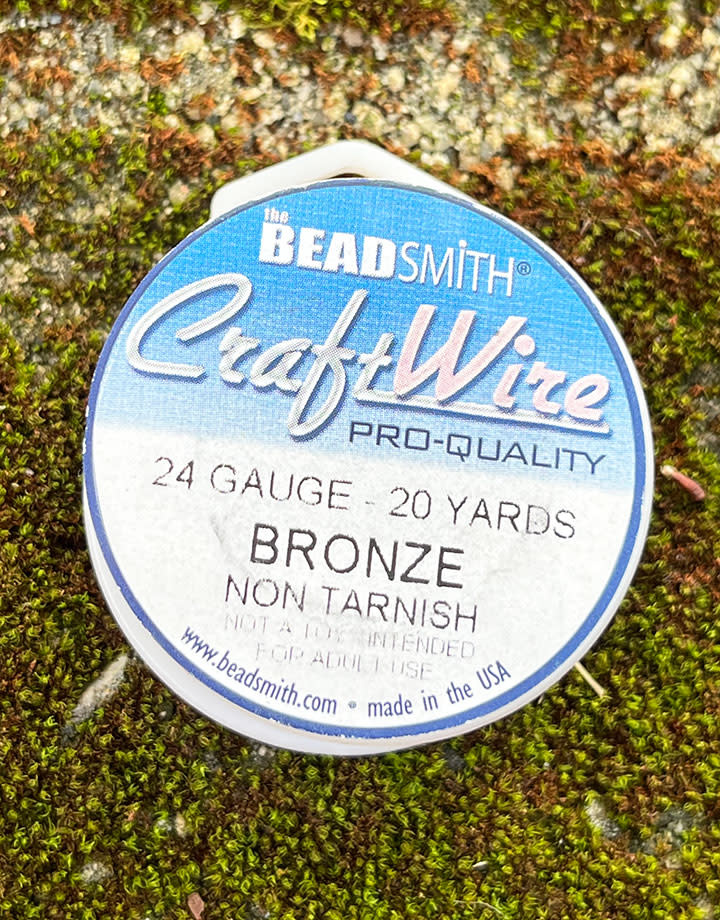 the
BEADSMiTH®
CraftWire
PRO-QUALITY
24 GAUGE - 20 YARDS
BRONZE
NON TARNISH
NOT A TOY INTENDED
FOR ADULT USE
www.beadsmith.com • made in the USA